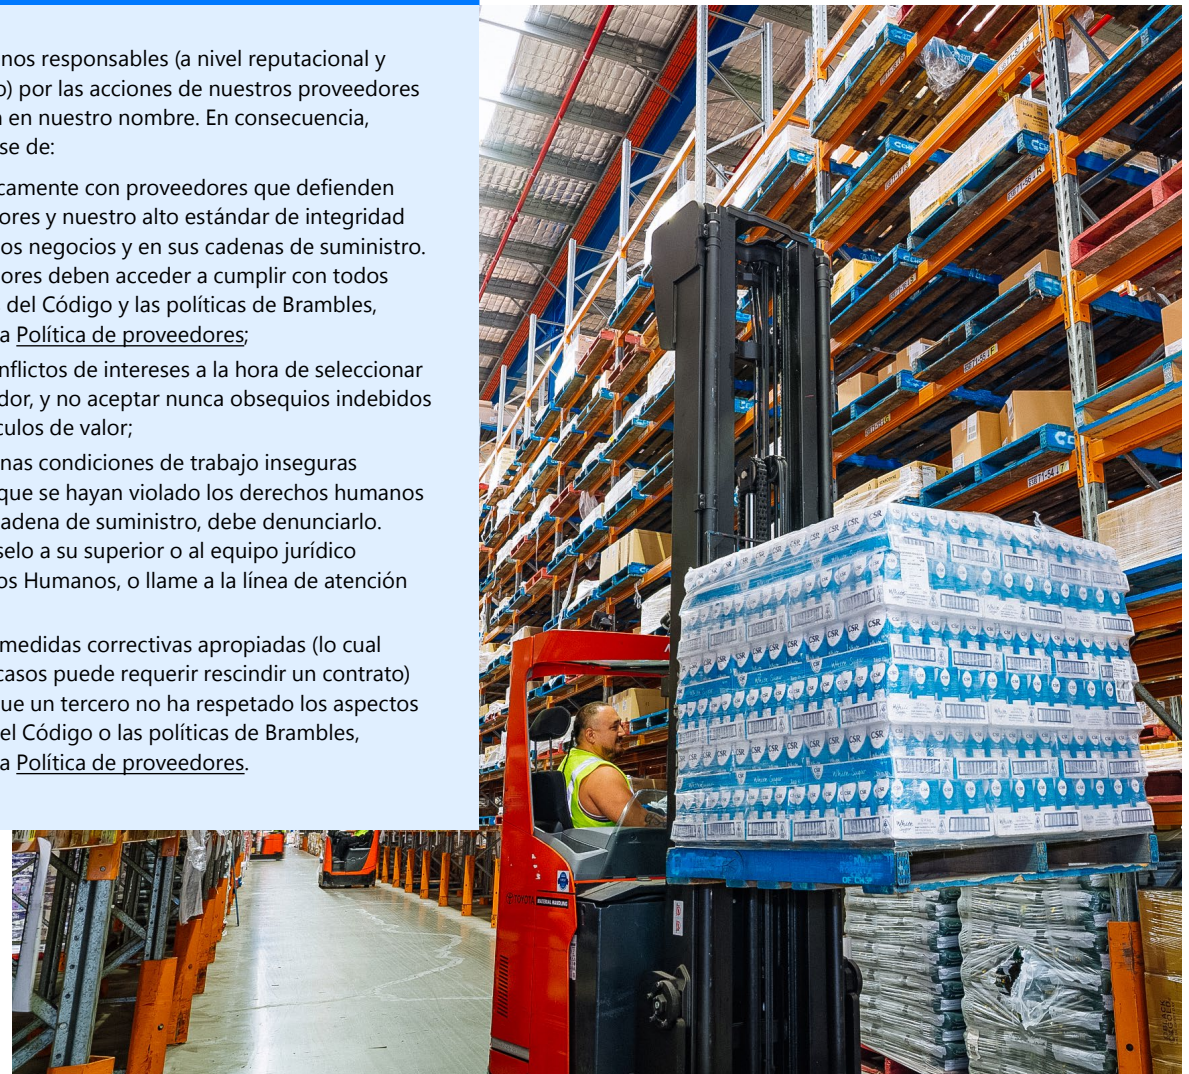 nos responsables (a nivel reputacional y
o) por las acciones de nuestros proveedores
en nuestro nombre. En consecuencia,
se de:
camente con proveedores que defienden
ores y nuestro alto estándar de integridad
os negocios y en sus cadenas de suministro.
ores deben acceder a cumplir con todos
del Código y las políticas de Brambles,
a Política de proveedores;
nflictos de intereses a la hora de seleccionar
dor, y no aceptar nunca obsequios indebidos
culos de valor;
nas condiciones de trabajo inseguras
que se hayan violado los derechos humanos
adena de suministro, debe denunciarlo.
selo a su superior o al equipo jurídico
os Humanos, o llame a la línea de atención
medidas correctivas apropiadas (lo cual
casos puede requerir rescindir un contrato)
ue un tercero no ha respetado los aspectos
el Código o las políticas de Brambles,
a Política de proveedores.
CSR
White Sugar
TOYOTA MATERIAL HANDLING